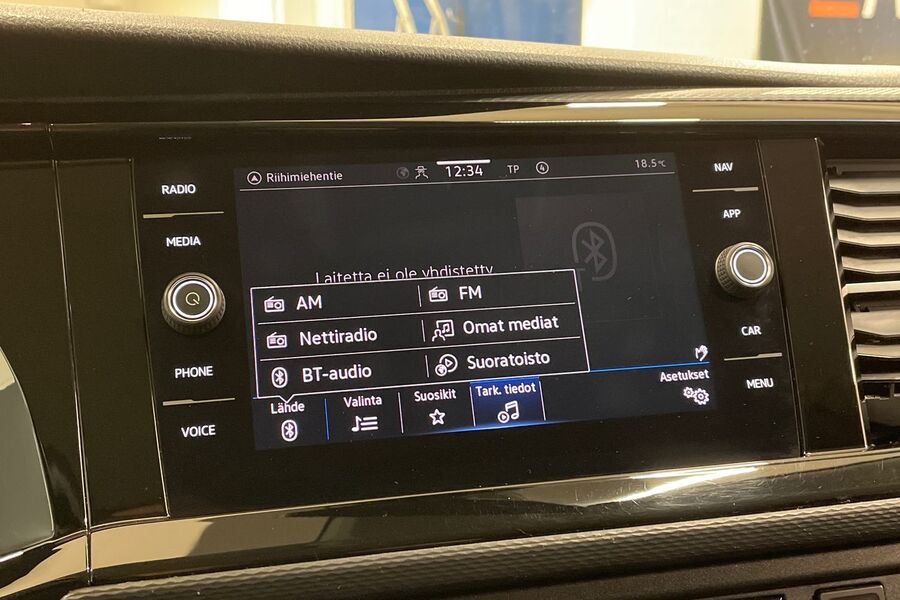 RADIO
MEDIA
PHONE
VOICE
Riihimiehentie 12:34 TP 4 18.5°C
Laitetta ei ole yhdistetty
AM FM
Nettiradio Omat mediat
BT-audio Suoratoisto
Lähde Valinta Suosikit Tark. tiedot Asetukset
NAV
APP
CAR
MENU